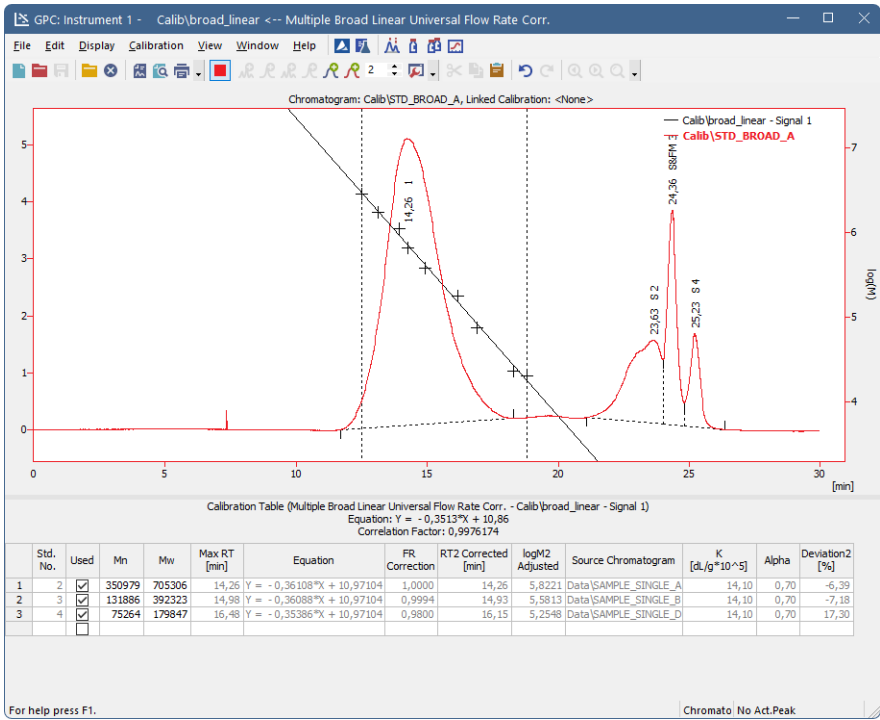 GPC: Instrument 1 - Calib\broad_linear <-- Multiple Broad Linear Universal Flow Rate Corr.
File Edit Display Calibration View Window Help
2
Chromatogram: Calib\STD_BROAD_A, Linked Calibration: <None>
Calib\broad_linear - Signal 1
Calib\STD_BROAD_A
5
4
3
2
1
0
14,26 1
23,63 S 2
24,36 S&FM 3
25,23 S 4
7
6
5
4
log(M)
0 5 10 15 20 25 30
[min]
Calibration Table (Multiple Broad Linear Universal Flow Rate Corr. - Calib\broad_linear - Signal 1)
Equation: Y = - 0,3513*X + 10,86
Correlation Factor: 0,9976174
Std. No. Used Mn Mw Max RT [min] Equation FR Correction RT2 Corrected [min] logM2 Adjusted Source Chromatogram K [dL/g*10^5] Alpha Deviation2 [%]
1 2 350979 705306 14,26 Y = - 0,36108*X + 10,97104 1,0000 14,26 5,8221 Data\SAMPLE_SINGLE_A 14,10 0,70 -6,39
2 3 131886 392323 14,98 Y = - 0,36088*X + 10,97104 0,9994 14,93 5,5813 Data\SAMPLE_SINGLE_B 14,10 0,70 -7,18
3 4 75264 179847 16,48 Y = - 0,35386*X + 10,97104 0,9800 16,15 5,2548 Data\SAMPLE_SINGLE_D 14,10 0,70 17,30
For help press F1.
Chromato No Act.Peak